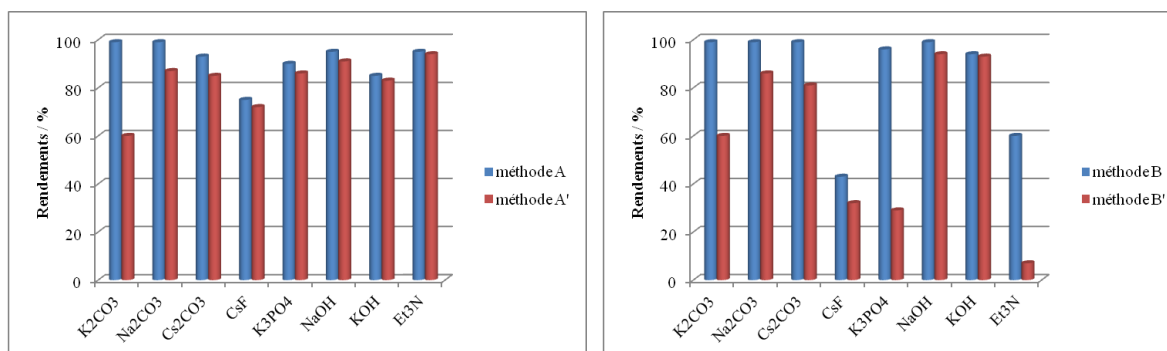 Rendements / %
100
80
60
40
20
0
K2CO3
Na2CO3
Cs2CO3
CsF
K3PO4
NaOH
KOH
Et3N
méthode A
méthode A'
Rendements / %
100
80
60
40
20
0
K2CO3
Na2CO3
Cs2CO3
CsF
K3PO4
NaOH
KOH
Et3N
méthode B
méthode B'